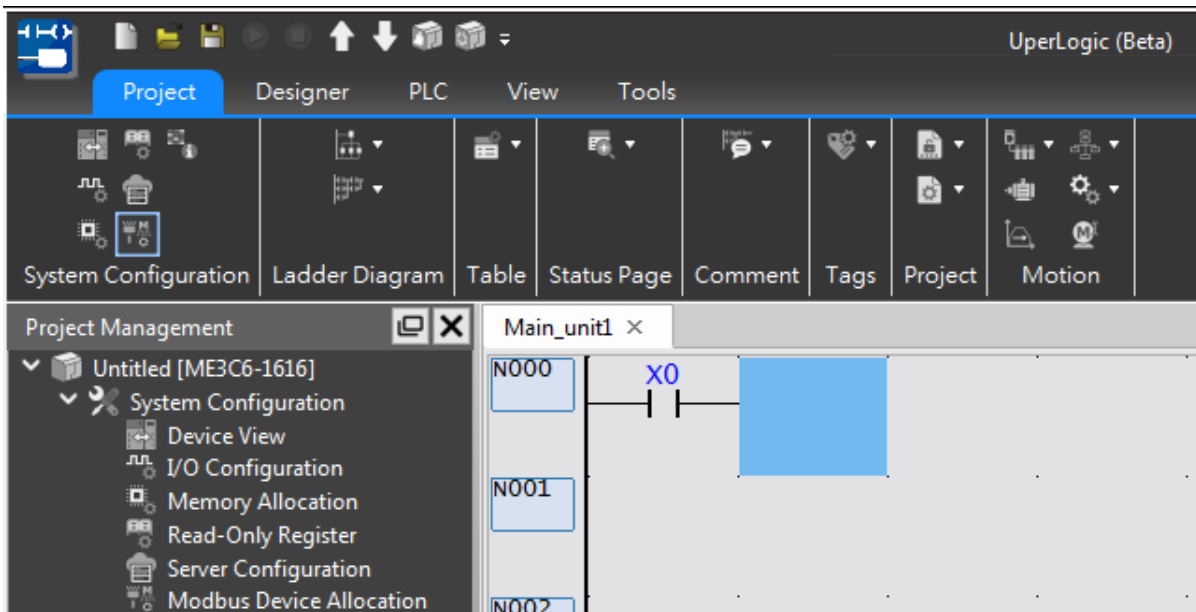 UperLogic (Beta)
Project Designer PLC View Tools
System Configuration Ladder Diagram Table Status Page Comment Tags Project Motion
Project Management
Main_unit1
Untitled [ME3C6-1616]
System Configuration
Device View
I/O Configuration
Memory Allocation
Read-Only Register
Server Configuration
Modbus Device Allocation
N000
X0
N001
N002